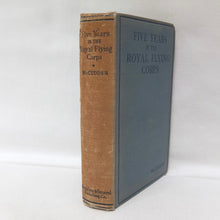 Five Years
in the
Royal Flying
Corps
McCUDDEN
FIVE YEARS
IN THE
ROYAL FLYING
CORPS